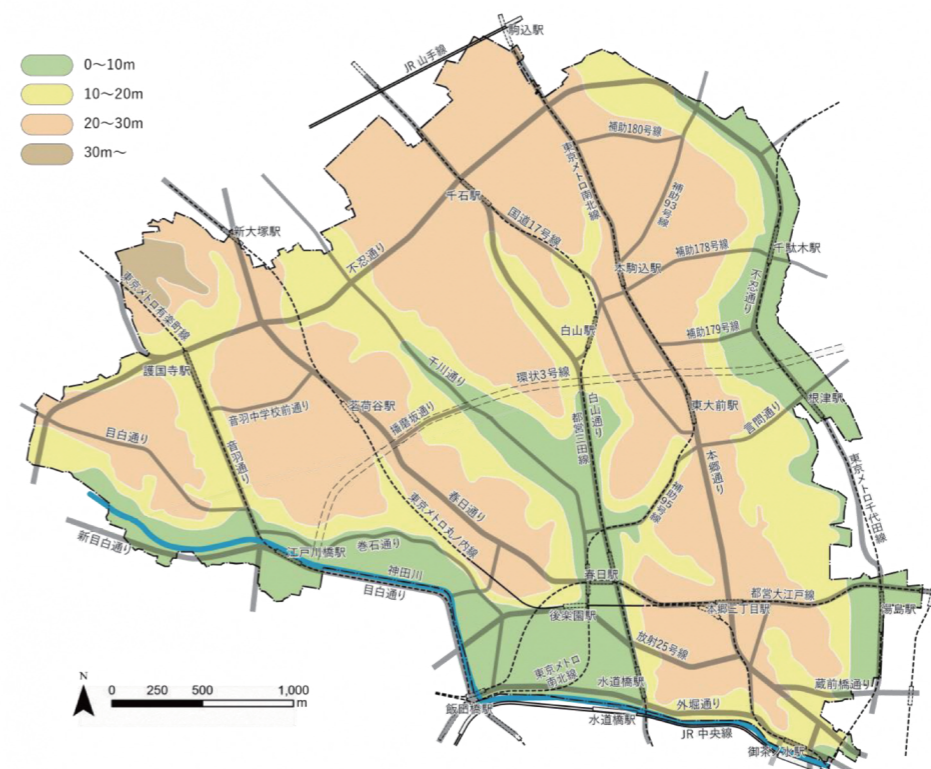 0～10m
10～20m
20～30m
30m～
駒込駅
JR 山手線
補助180号線
東京メトロ南北線
千石駅
補助93号線
国道17号線
新大塚駅
不忍通り
本駒込駅
補助178号線
千駄木駅
東京メトロ有楽町線
不忍通り
白山駅
補助179号線
護国寺駅
千川通り
環状3号線
根津駅
音羽中学校前通り
茗荷谷駅
播磨坂通り
白山通り
東大前駅
言問通り
目白通り
音羽通り
都営三田線
本郷通り
東京メトロ千代田線
春日通り
補助95号線
東京メトロ丸ノ内線
新目白通り
江戸川橋駅
巻石通り
神田川
目白通り
春日駅
都営大江戸線
本郷三丁目駅
湯島駅
後楽園駅
放射25号線
東京メトロ
南北線
水道橋駅
蔵前橋通り
外堀通り
飯田橋駅
水道橋駅
JR 中央線
御茶ノ水駅
N
0 250 500 1,000
m